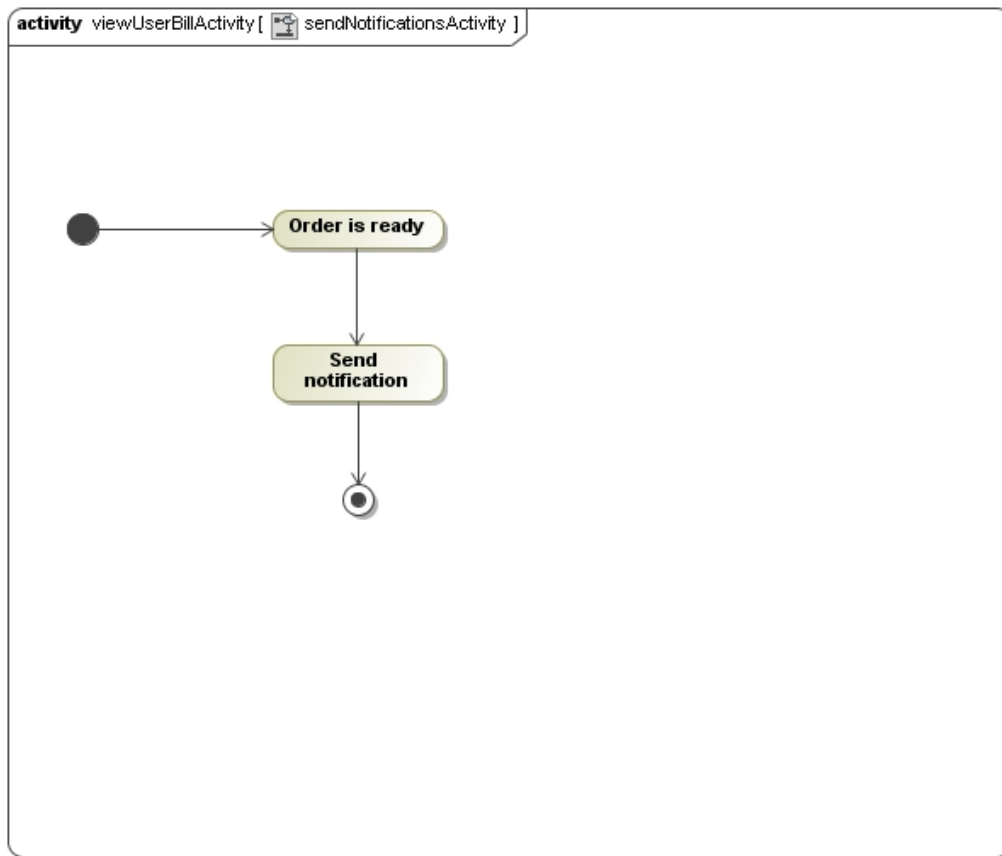 activity viewUserBillActivity [ sendNotificationsActivity ]
Order is ready
Send
notification